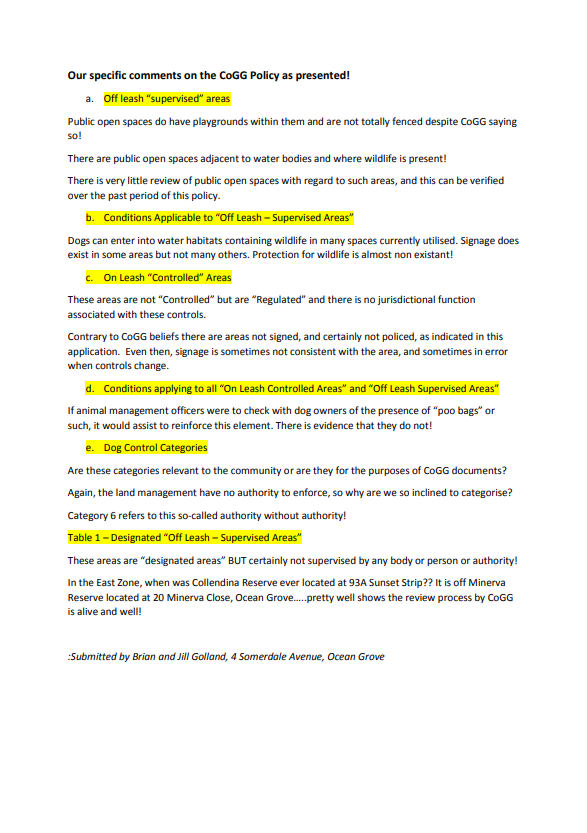 Our specific comments on the CoGG Policy as presented!
a. Off leash “supervised” areas
Public open spaces do have playgrounds within them and are not totally fenced despite CoGG saying
so!
There are public open spaces adjacent to water bodies and where wildlife is present!
There is very little review of public open spaces with regard to such areas, and this can be verified
over the past period of this policy.
b. Conditions Applicable to “Off Leash – Supervised Areas”
Dogs can enter into water habitats containing wildlife in many spaces currently utilised. Signage does
exist in some areas but not many others. Protection for wildlife is almost non existant!
c. On Leash “Controlled” Areas
These areas are not “Controlled” but are “Regulated” and there is no jurisdictional function
associated with these controls.
Contrary to CoGG beliefs there are areas not signed, and certainly not policed, as indicated in this
application. Even then, signage is sometimes not consistent with the area, and sometimes in error
when controls change.
d. Conditions applying to all “On Leash Controlled Areas” and “Off Leash Supervised Areas”
If animal management officers were to check with dog owners of the presence of “poo bags” or
such, it would assist to reinforce this element. There is evidence that they do not!
e. Dog Control Categories
Are these categories relevant to the community or are they for the purposes of CoGG documents?
Again, the land management have no authority to enforce, so why are we so inclined to categorise?
Category 6 refers to this so-called authority without authority!
Table 1 – Designated “Off Leash – Supervised Areas”
These areas are “designated areas” BUT certainly not supervised by any body or person or authority!
In the East Zone, when was Collendina Reserve ever located at 93A Sunset Strip?? It is off Minerva
Reserve located at 20 Minerva Close, Ocean Grove…..pretty well shows the review process by CoGG
is alive and well!
:Submitted by Brian and Jill Golland, 4 Somerdale Avenue, Ocean Grove